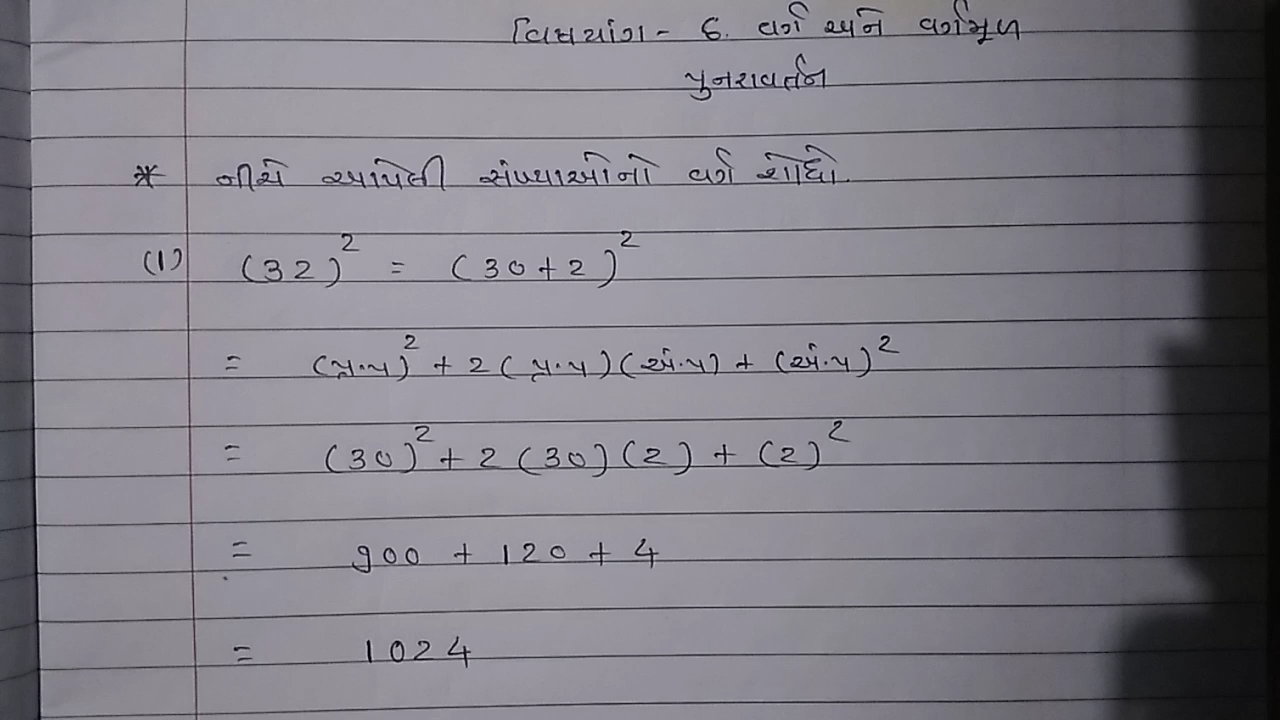 વિષયાંગ - 6. વર્ગ અને વર્ગમૂળ
પુનરાવર્તન
* નીચે આપેલી સંખ્યાઓનો વર્ગ શોધો.
(1) (32)² = (30+2)²
= (પ્ર.પ)² + 2(પ્ર.પ)(અં.પ) + (અં.પ)²
= (30)² + 2(30)(2) + (2)²
= 900 + 120 + 4
= 1024